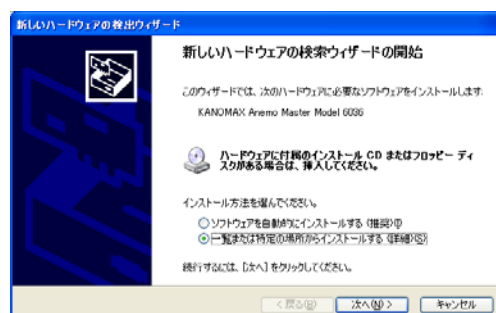 新しいハードウェアの検出ウィザード
新しいハードウェアの検索ウィザードの開始
このウィザードでは、次のハードウェアに必要なソフトウェアをインストールします:
KANOMAX Anemo Master Model 6036
ハードウェアに付属のインストール CD またはフロッピー ディ
スクがある場合は、挿入してください。
インストール方法を選んでください。
ソフトウェアを自動的にインストールする (推奨)(I)
一覧または特定の場所からインストールする (詳細)(S)
続行するには、[次へ] をクリックしてください。
< 戻る(B)
次へ(N) >
キャンセル